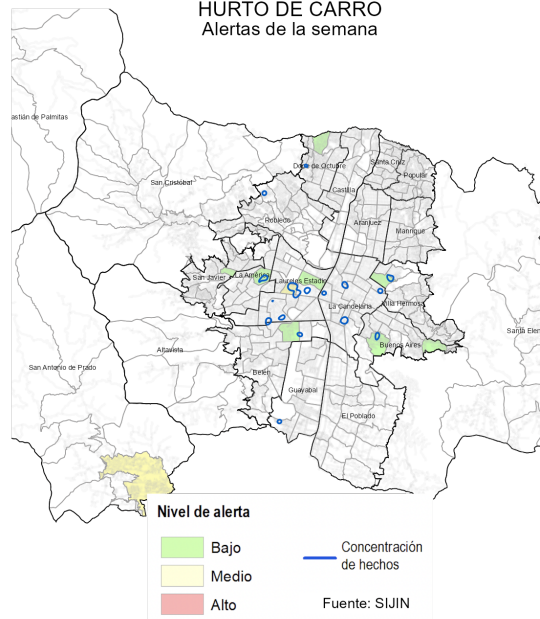 HURTO DE CARRO
Alertas de la semana
astián de Palmitas
Doce de Octubre
Santa Cruz
Popular
San Cristóbal
Castilla
Robledo
Aranjuez
Manrique
San Javier
La América
Laureles Estadio
La Candelaria
Villa Hermosa
Santa Elen
Altavista
Buenos Aires
San Antonio de Prado
Belén
Guayabal
El Poblado
Nivel de alerta
Bajo
Medio
Alto
Concentración
de hechos
Fuente: SIJIN